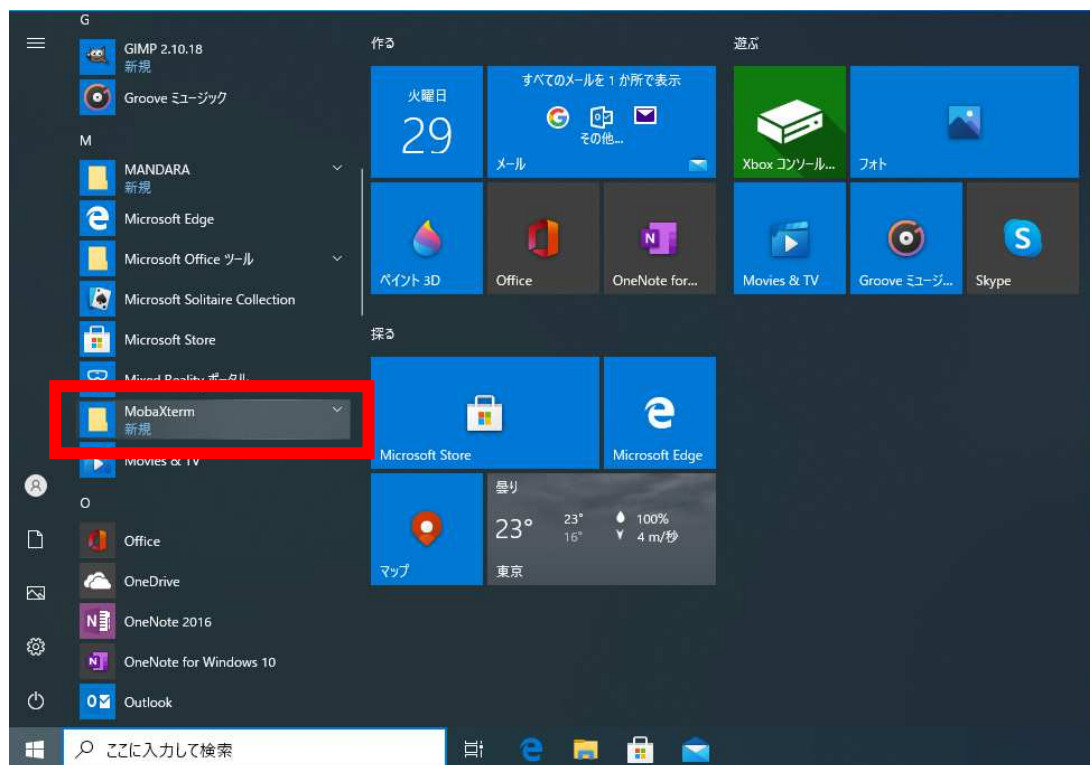 G
GIMP 2.10.18
新規
Groove ミュージック
M
MANDARA
新規
Microsoft Edge
Microsoft Office ツール
Microsoft Solitaire Collection
Microsoft Store
Mixed Reality ポータル
MobaXterm
新規
Movies & TV
O
Office
OneDrive
OneNote 2016
OneNote for Windows 10
Outlook
作る
火曜日
29
すべてのメールを 1 か所で表示
その他...
メール
ペイント 3D
Office
OneNote for...
探る
Microsoft Store
Microsoft Edge
マップ
曇り
23°
23°
16°
100%
4 m/秒
東京
遊ぶ
Xbox コンソール...
フォト
Movies & TV
Groove ミュージ...
Skype
ここに入力して検索